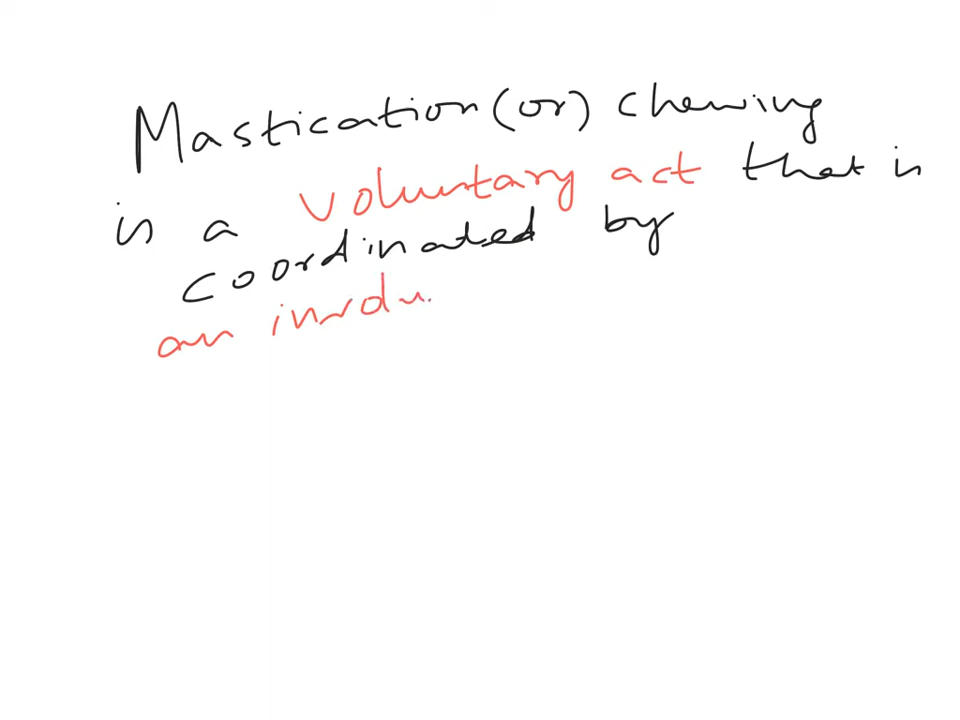 Mastication (or) chewing
is a voluntary act that is
coordinated by
an